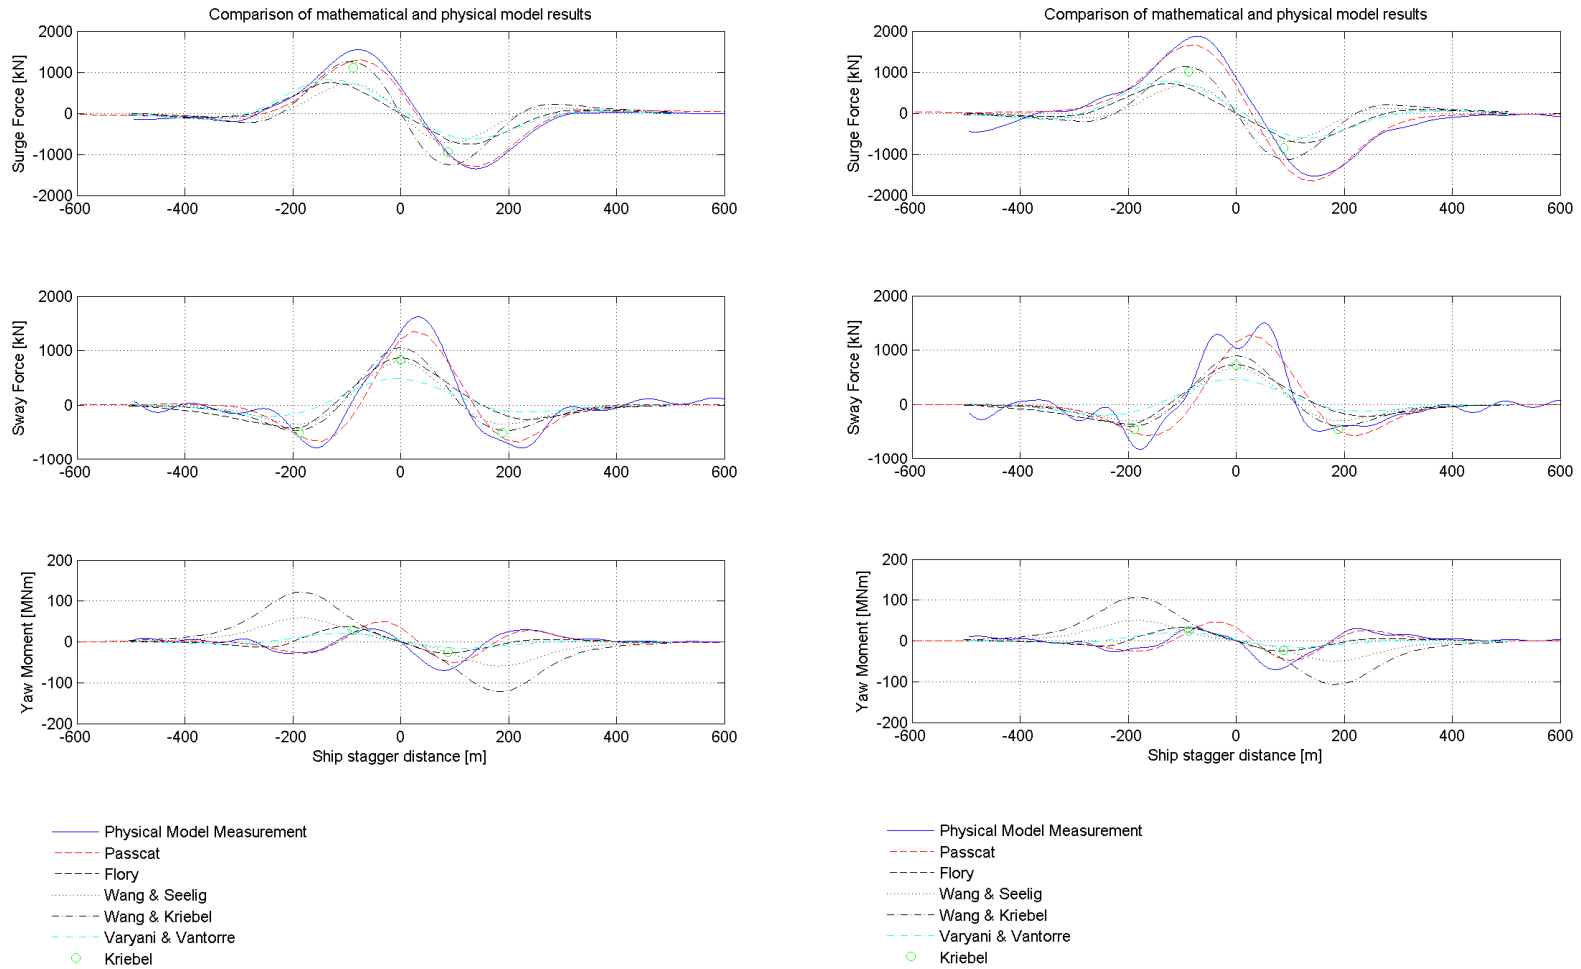 Comparison of mathematical and physical model results
2000
1000
0
-1000
-2000
Surge Force [kN]
-600 -400 -200 0 200 400 600
2000
1000
0
-1000
Sway Force [kN]
-600 -400 -200 0 200 400 600
200
100
0
-100
-200
Yaw Moment [MNm]
-600 -400 -200 0 200 400 600
Ship stagger distance [m]
Physical Model Measurement
Passcat
Flory
Wang & Seelig
Wang & Kriebel
Varyani & Vantorre
Kriebel
Comparison of mathematical and physical model results
2000
1000
0
-1000
-2000
Surge Force [kN]
-600 -400 -200 0 200 400 600
2000
1000
0
-1000
Sway Force [kN]
-600 -400 -200 0 200 400 600
200
100
0
-100
-200
Yaw Moment [MNm]
-600 -400 -200 0 200 400 600
Ship stagger distance [m]
Physical Model Measurement
Passcat
Flory
Wang & Seelig
Wang & Kriebel
Varyani & Vantorre
Kriebel